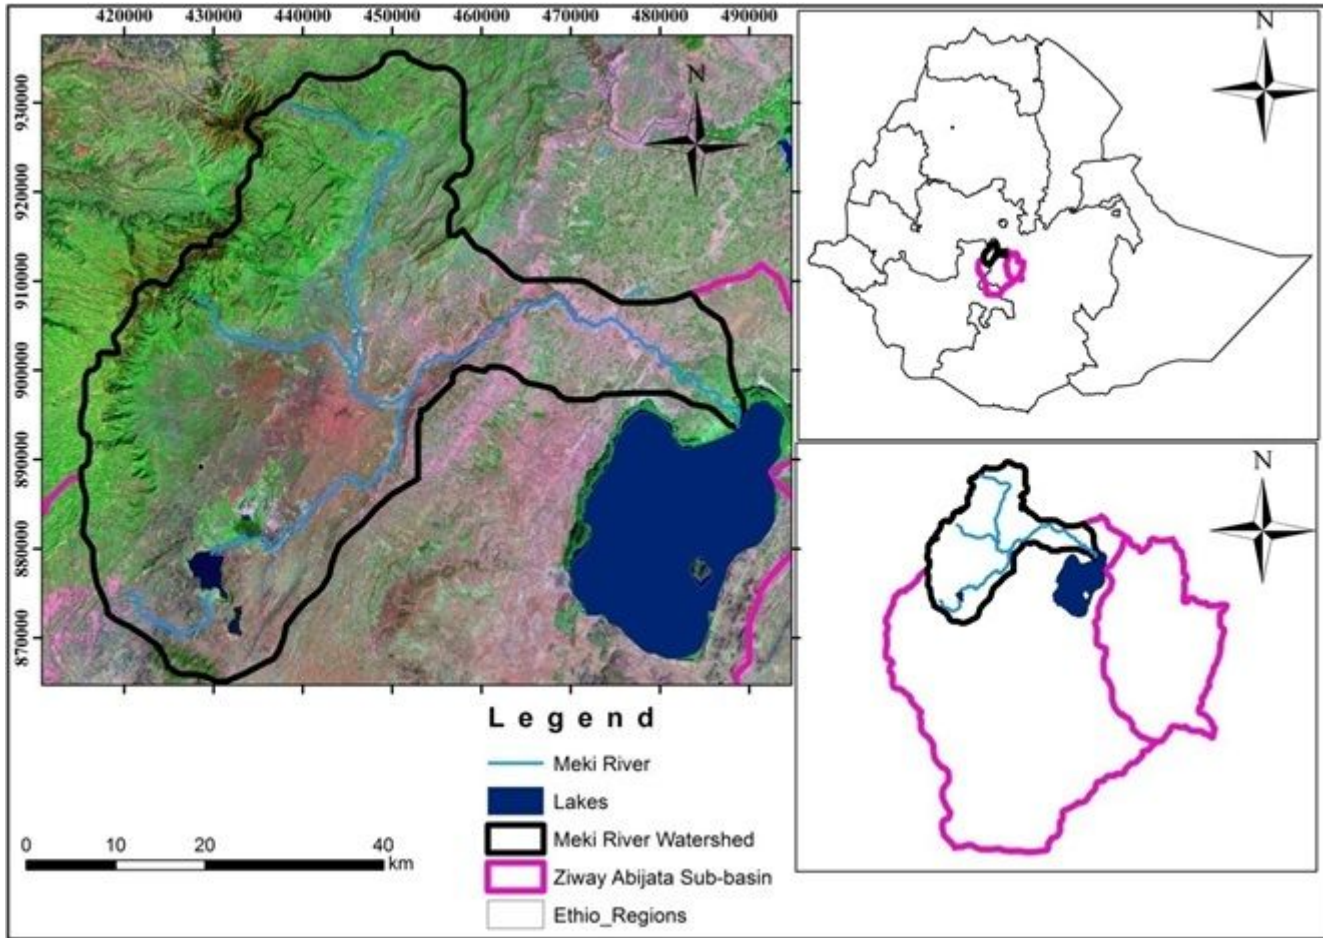 420000 430000 440000 450000 460000 470000 480000 490000
930000
920000
910000
900000
890000
880000
870000
N
N
N
Legend
Meki River
Lakes
Meki River Watershed
Ziway Abijata Sub-basin
Ethio_Regions
0 10 20 40
km